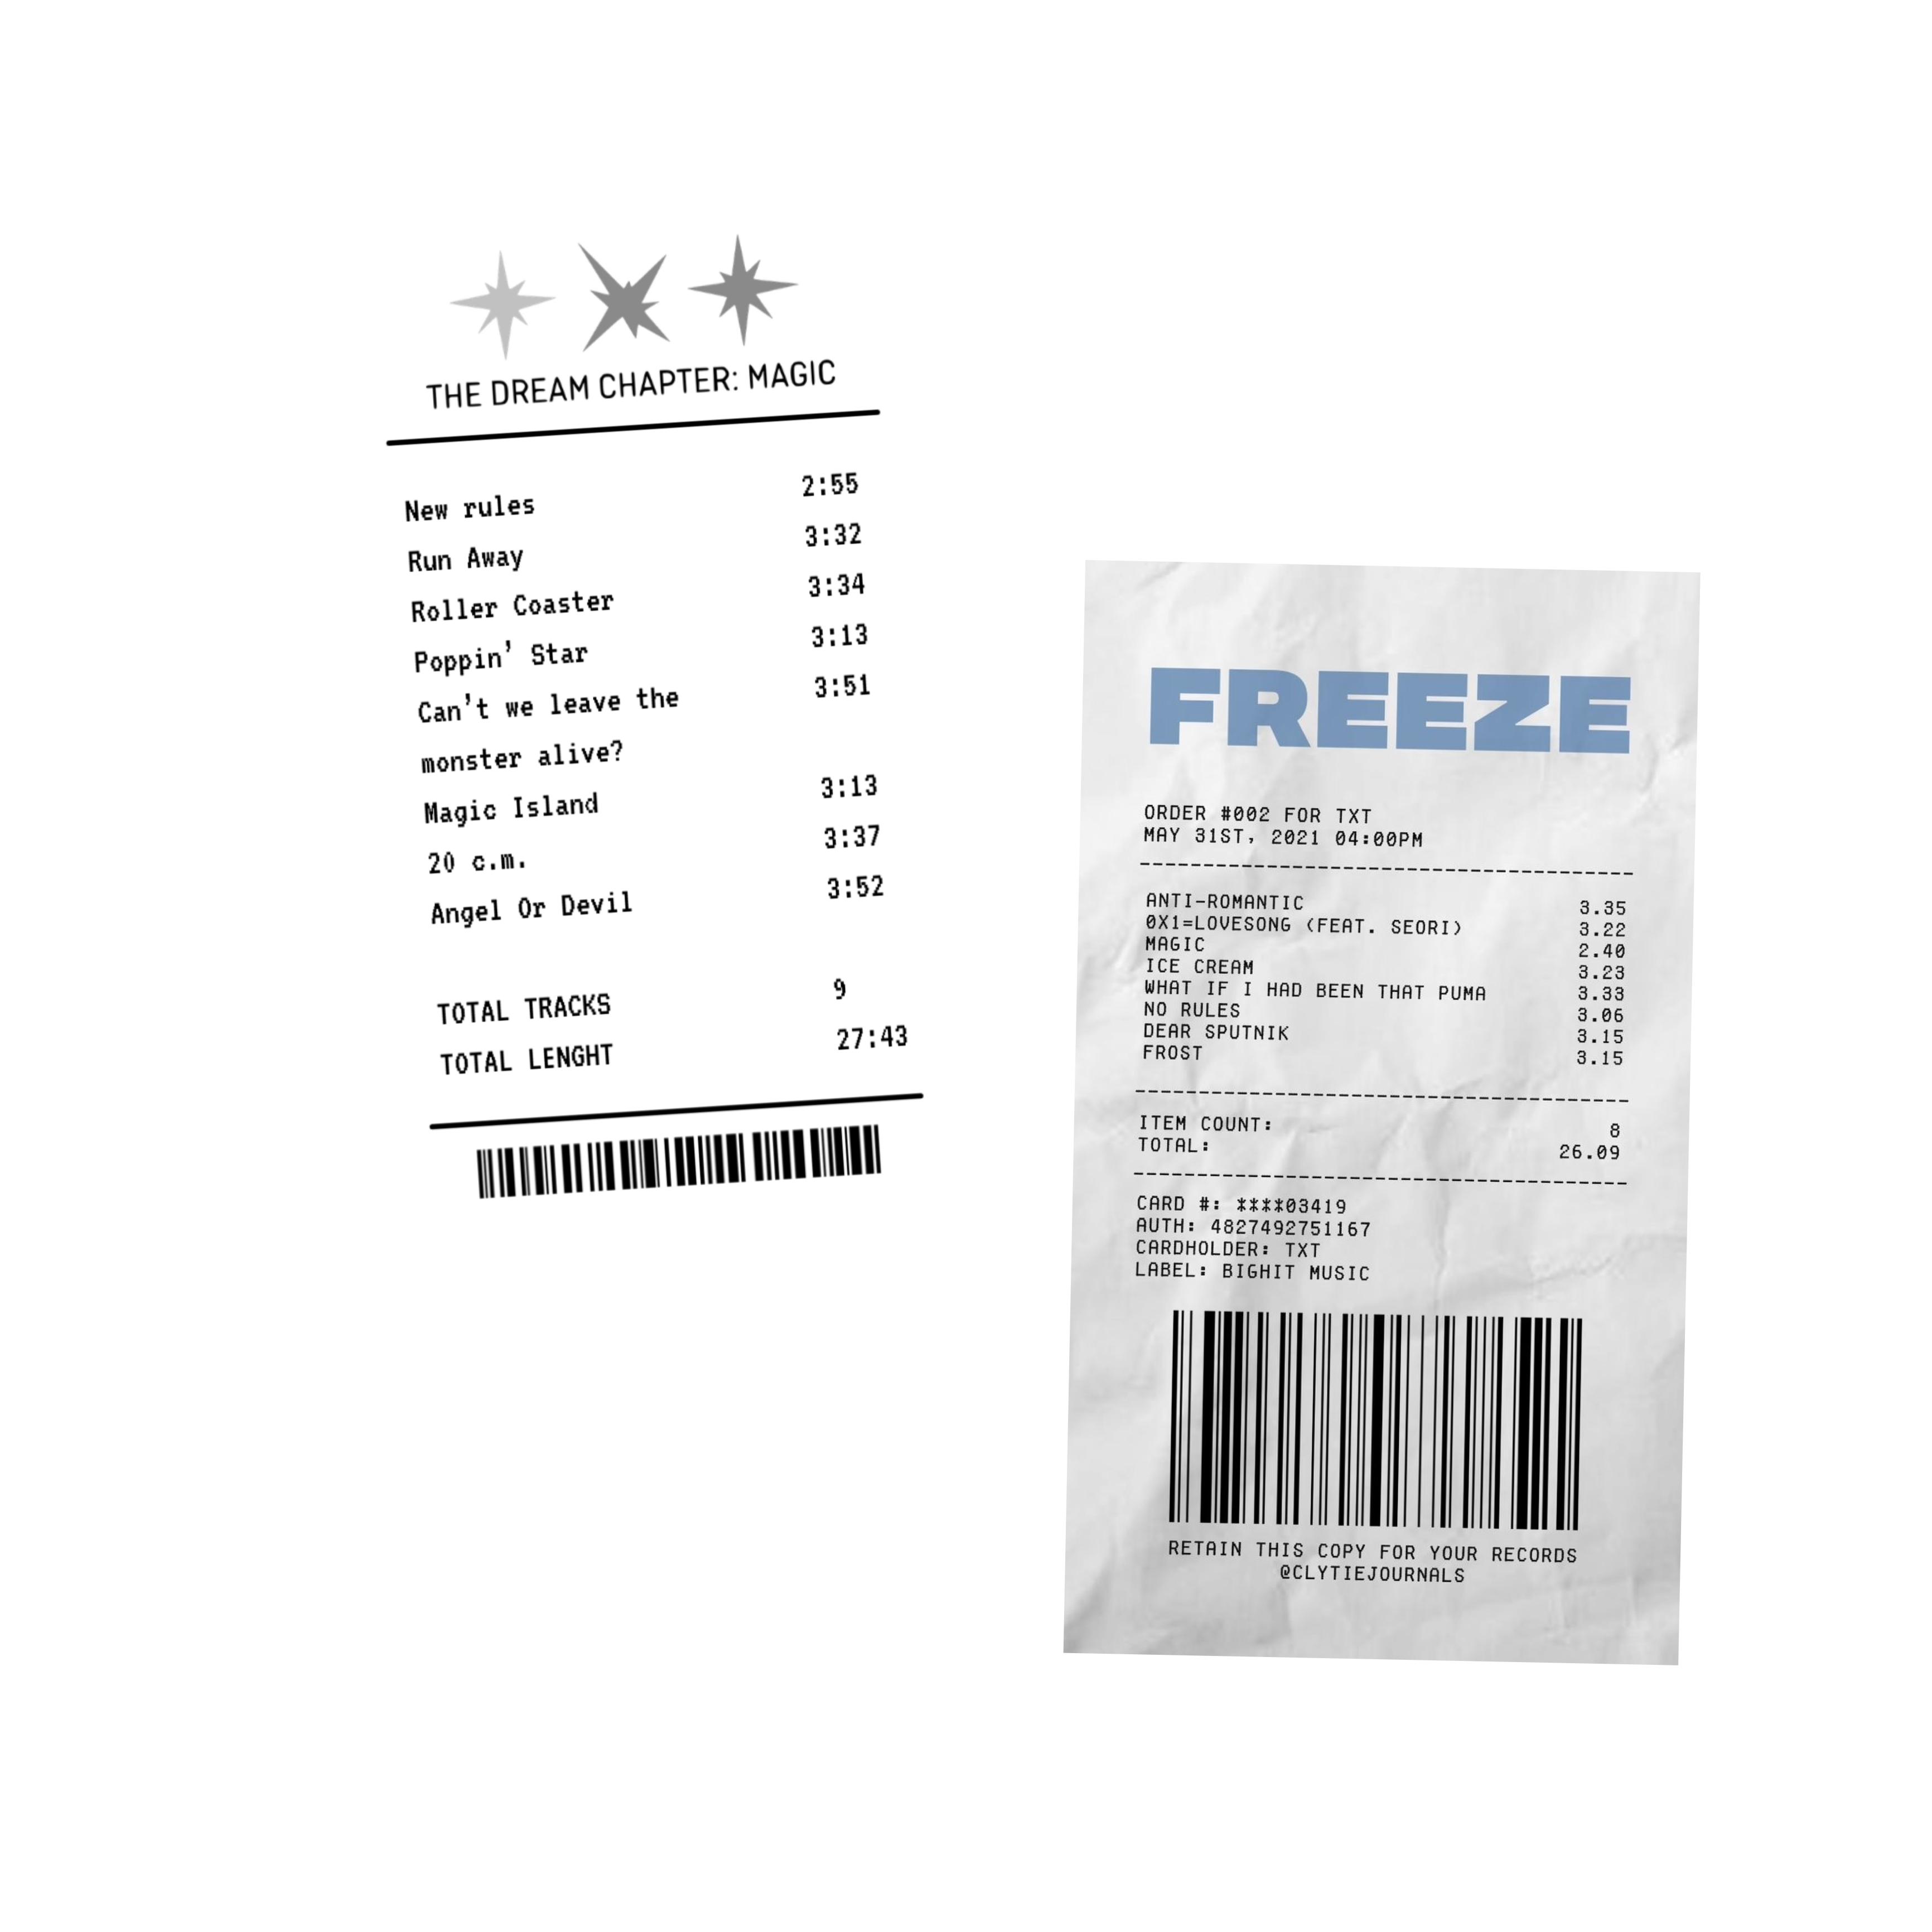 THE DREAM CHAPTER: MAGIC
New rules 2:55
Run Away 3:32
Roller Coaster 3:34
Poppin' Star 3:13
Can't we leave the 3:51
monster alive?
Magic Island 3:13
20 c.m. 3:37
Angel Or Devil 3:52
TOTAL TRACKS 9
TOTAL LENGHT 27:43
FREEZE
ORDER #002 FOR TXT
MAY 31ST, 2021 04:00PM
ANTI-ROMANTIC 3.35
0X1=LOVESONG (FEAT. SEORI) 3.22
MAGIC 2.40
ICE CREAM 3.23
WHAT IF I HAD BEEN THAT PUMA 3.33
NO RULES 3.06
DEAR SPUTNIK 3.15
FROST 3.15
ITEM COUNT: 8
TOTAL: 26.09
CARD #: ****03419
AUTH: 4827492751167
CARDHOLDER: TXT
LABEL: BIGHIT MUSIC
RETAIN THIS COPY FOR YOUR RECORDS
@CLYTIEJOURNALS